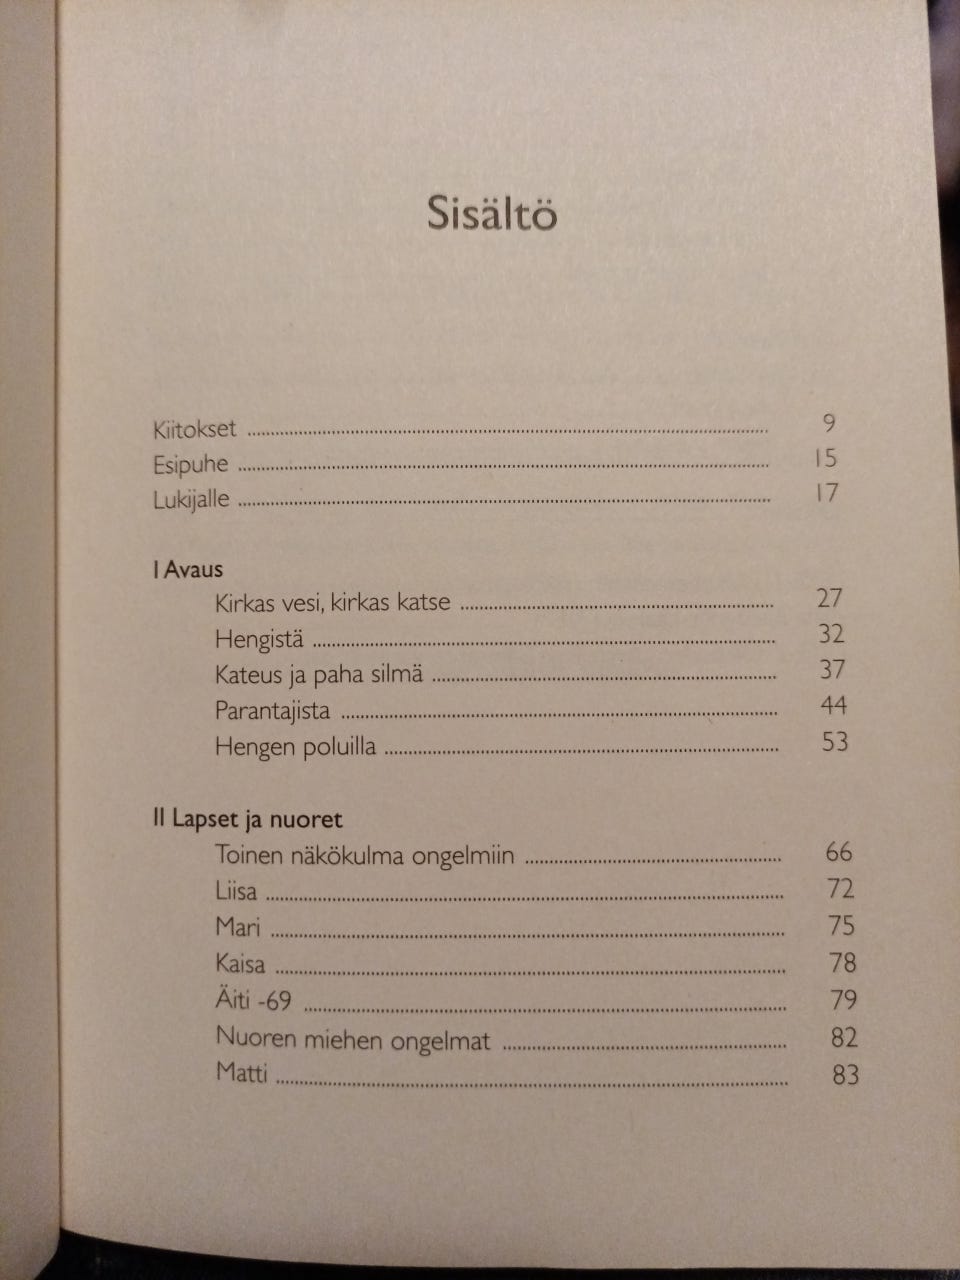 Sisältö
Kiitokset 9
Esipuhe 15
Lukijalle 17
I Avaus
Kirkas vesi, kirkas katse 27
Hengistä 32
Kateus ja paha silmä 37
Parantajista 44
Hengen poluilla 53
II Lapset ja nuoret
Toinen näkökulma ongelmiin 66
Liisa 72
Mari 75
Kaisa 78
Äiti -69 79
Nuoren miehen ongelmat 82
Matti 83